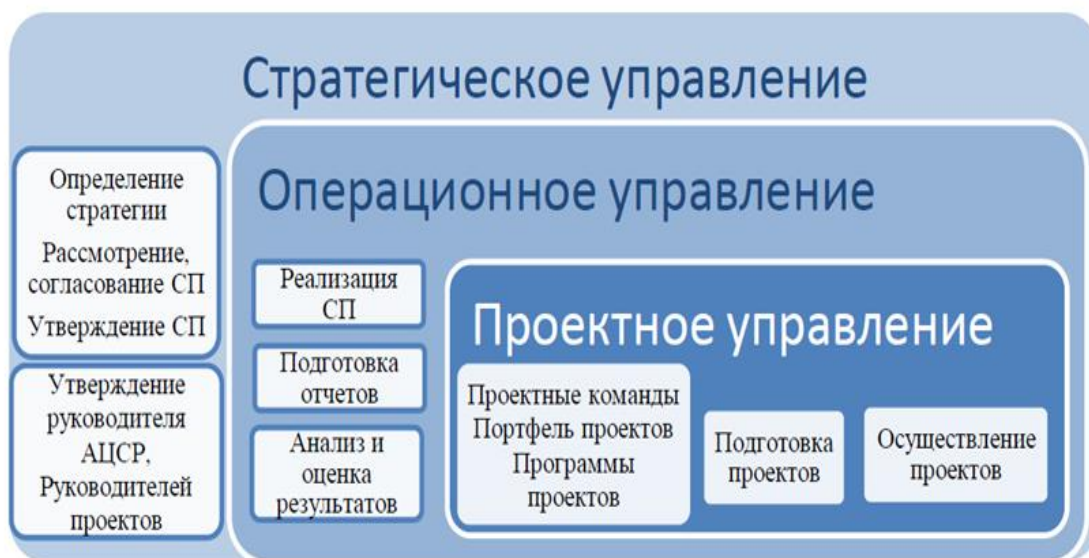 Стратегическое управление
Определение
стратегии
Рассмотрение,
согласование СП
Утверждение СП
Утверждение
руководителя
АЦСР,
Руководителей
проектов
Операционное управление
Реализация
СП
Подготовка
отчетов
Анализ и
оценка
результатов
Проектное управление
Проектные команды
Портфель проектов
Программы
проектов
Подготовка
проектов
Осуществление
проектов